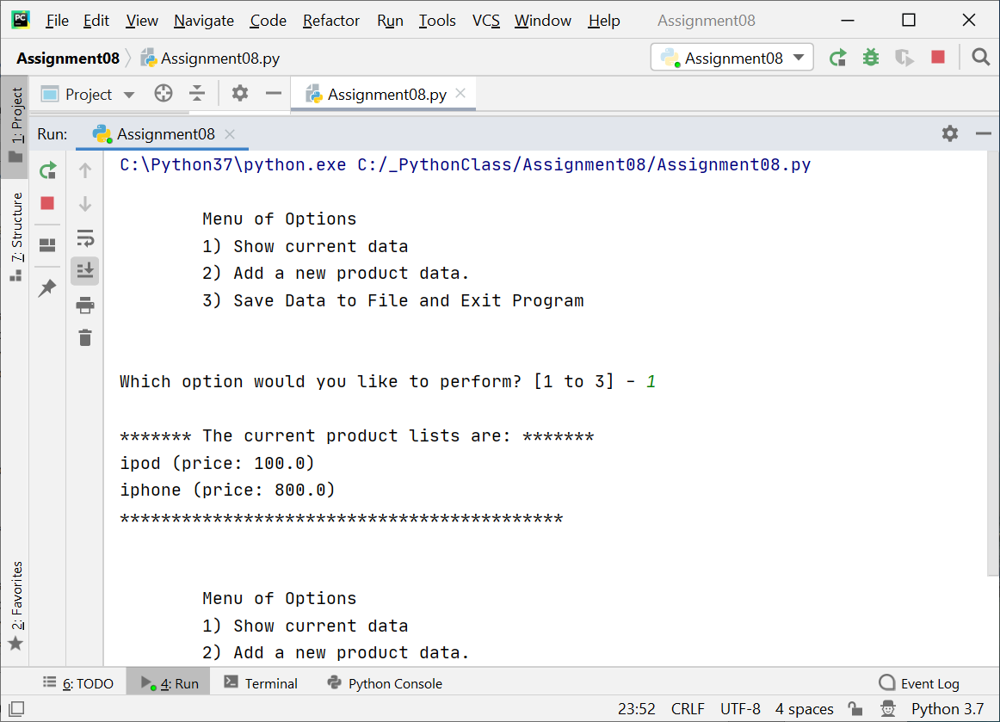 PC File Edit View Navigate Code Refactor Run Tools VCS Window Help Assignment08
Assignment08 Assignment08.py Assignment08
1: Project
Project Assignment08.py
Run: Assignment08
7: Structure
2: Favorites
C:\Python37\python.exe C:/_PythonClass/Assignment08/Assignment08.py
Menu of Options
1) Show current data
2) Add a new product data.
3) Save Data to File and Exit Program
Which option would you like to perform? [1 to 3] - 1
******* The current product lists are: *******
ipod (price: 100.0)
iphone (price: 800.0)
*******************************************
Menu of Options
1) Show current data
2) Add a new product data.
6: TODO 4: Run Terminal Python Console Event Log
23:52 CRLF UTF-8 4 spaces Python 3.7